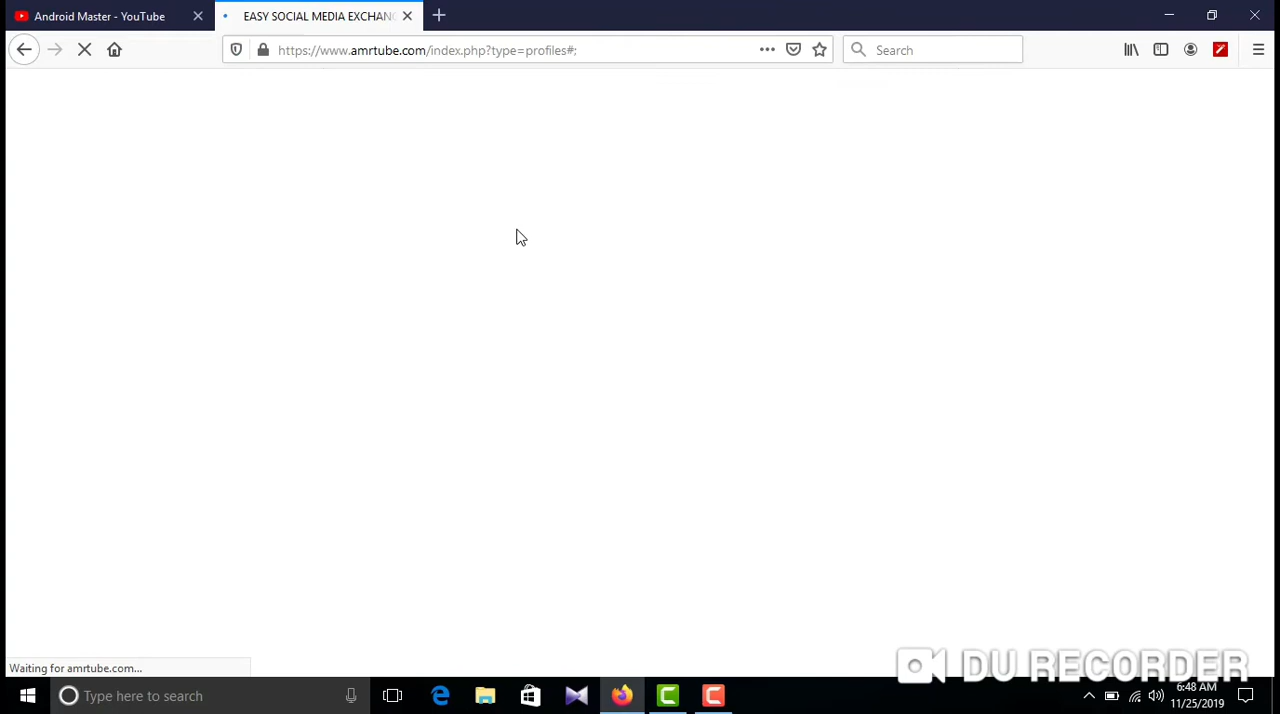 Android Master - YouTube
EASY SOCIAL MEDIA EXCHAN
https://www.amrtube.com/index.php?type=profiles#;
Search
Waiting for amrtube.com...
DU RECORDER
Type here to search
6:48 AM
11/25/2019